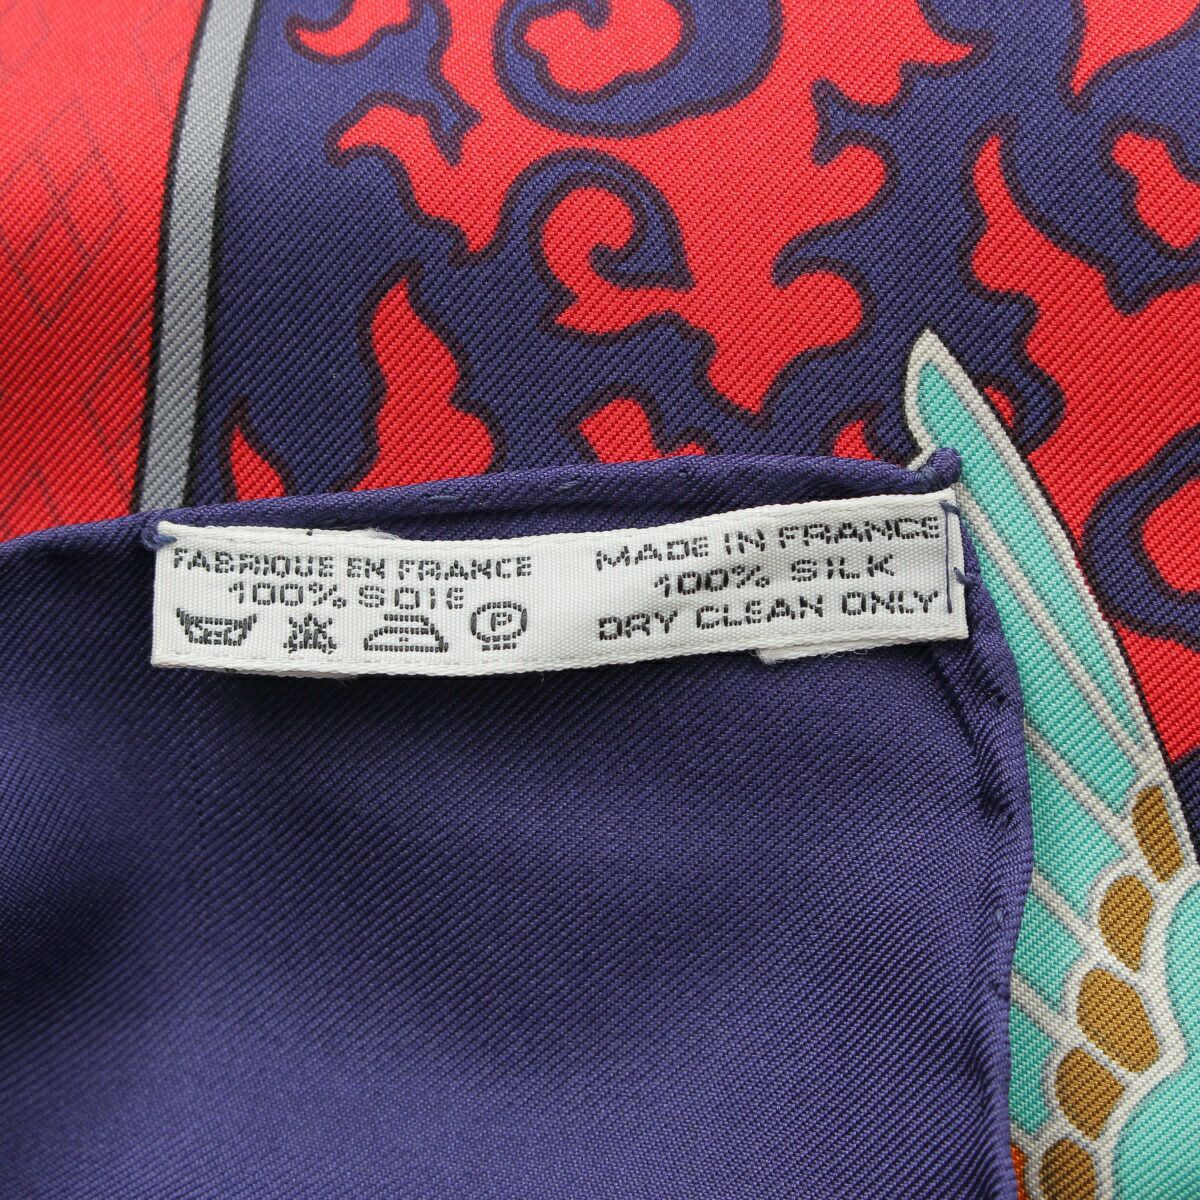 FABRIQUE EN FRANCE
100% SOIE
P
MADE IN FRANCE
100% SILK
DRY CLEAN ONLY